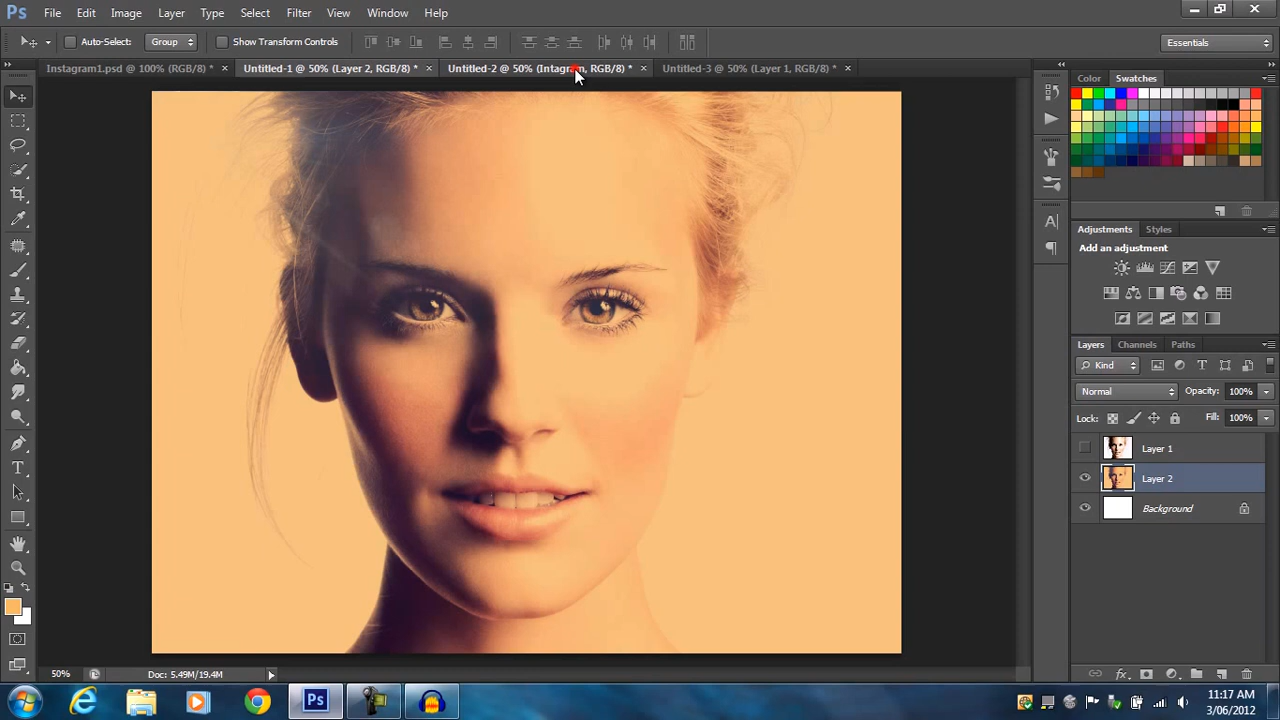 Ps File Edit Image Layer Type Select Filter View Window Help
Auto-Select: Group Show Transform Controls Essentials
Instagram1.psd @ 100% (RGB/8) * × Untitled-1 @ 50% (Layer 2, RGB/8) * × Untitled-2 @ 50% (Intagram, RGB/8) * × Untitled-3 @ 50% (Layer 1, RGB/8) * ×
Color Swatches
Adjustments Styles
Add an adjustment
Layers Channels Paths
Kind
Normal Opacity: 100%
Lock: Fill: 100%
Layer 1
Layer 2
Background
50% Doc: 5.49M/19.4M
Ps 11:17 AM
3/06/2012